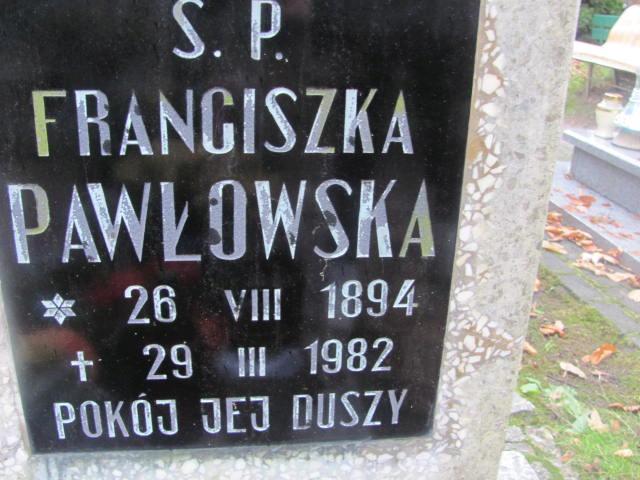 Ś. P.
FRANCISZKA
PAWŁOWSKA
* 26 VIII 1894
† 29 III 1982
POKÓJ JEJ DUSZY